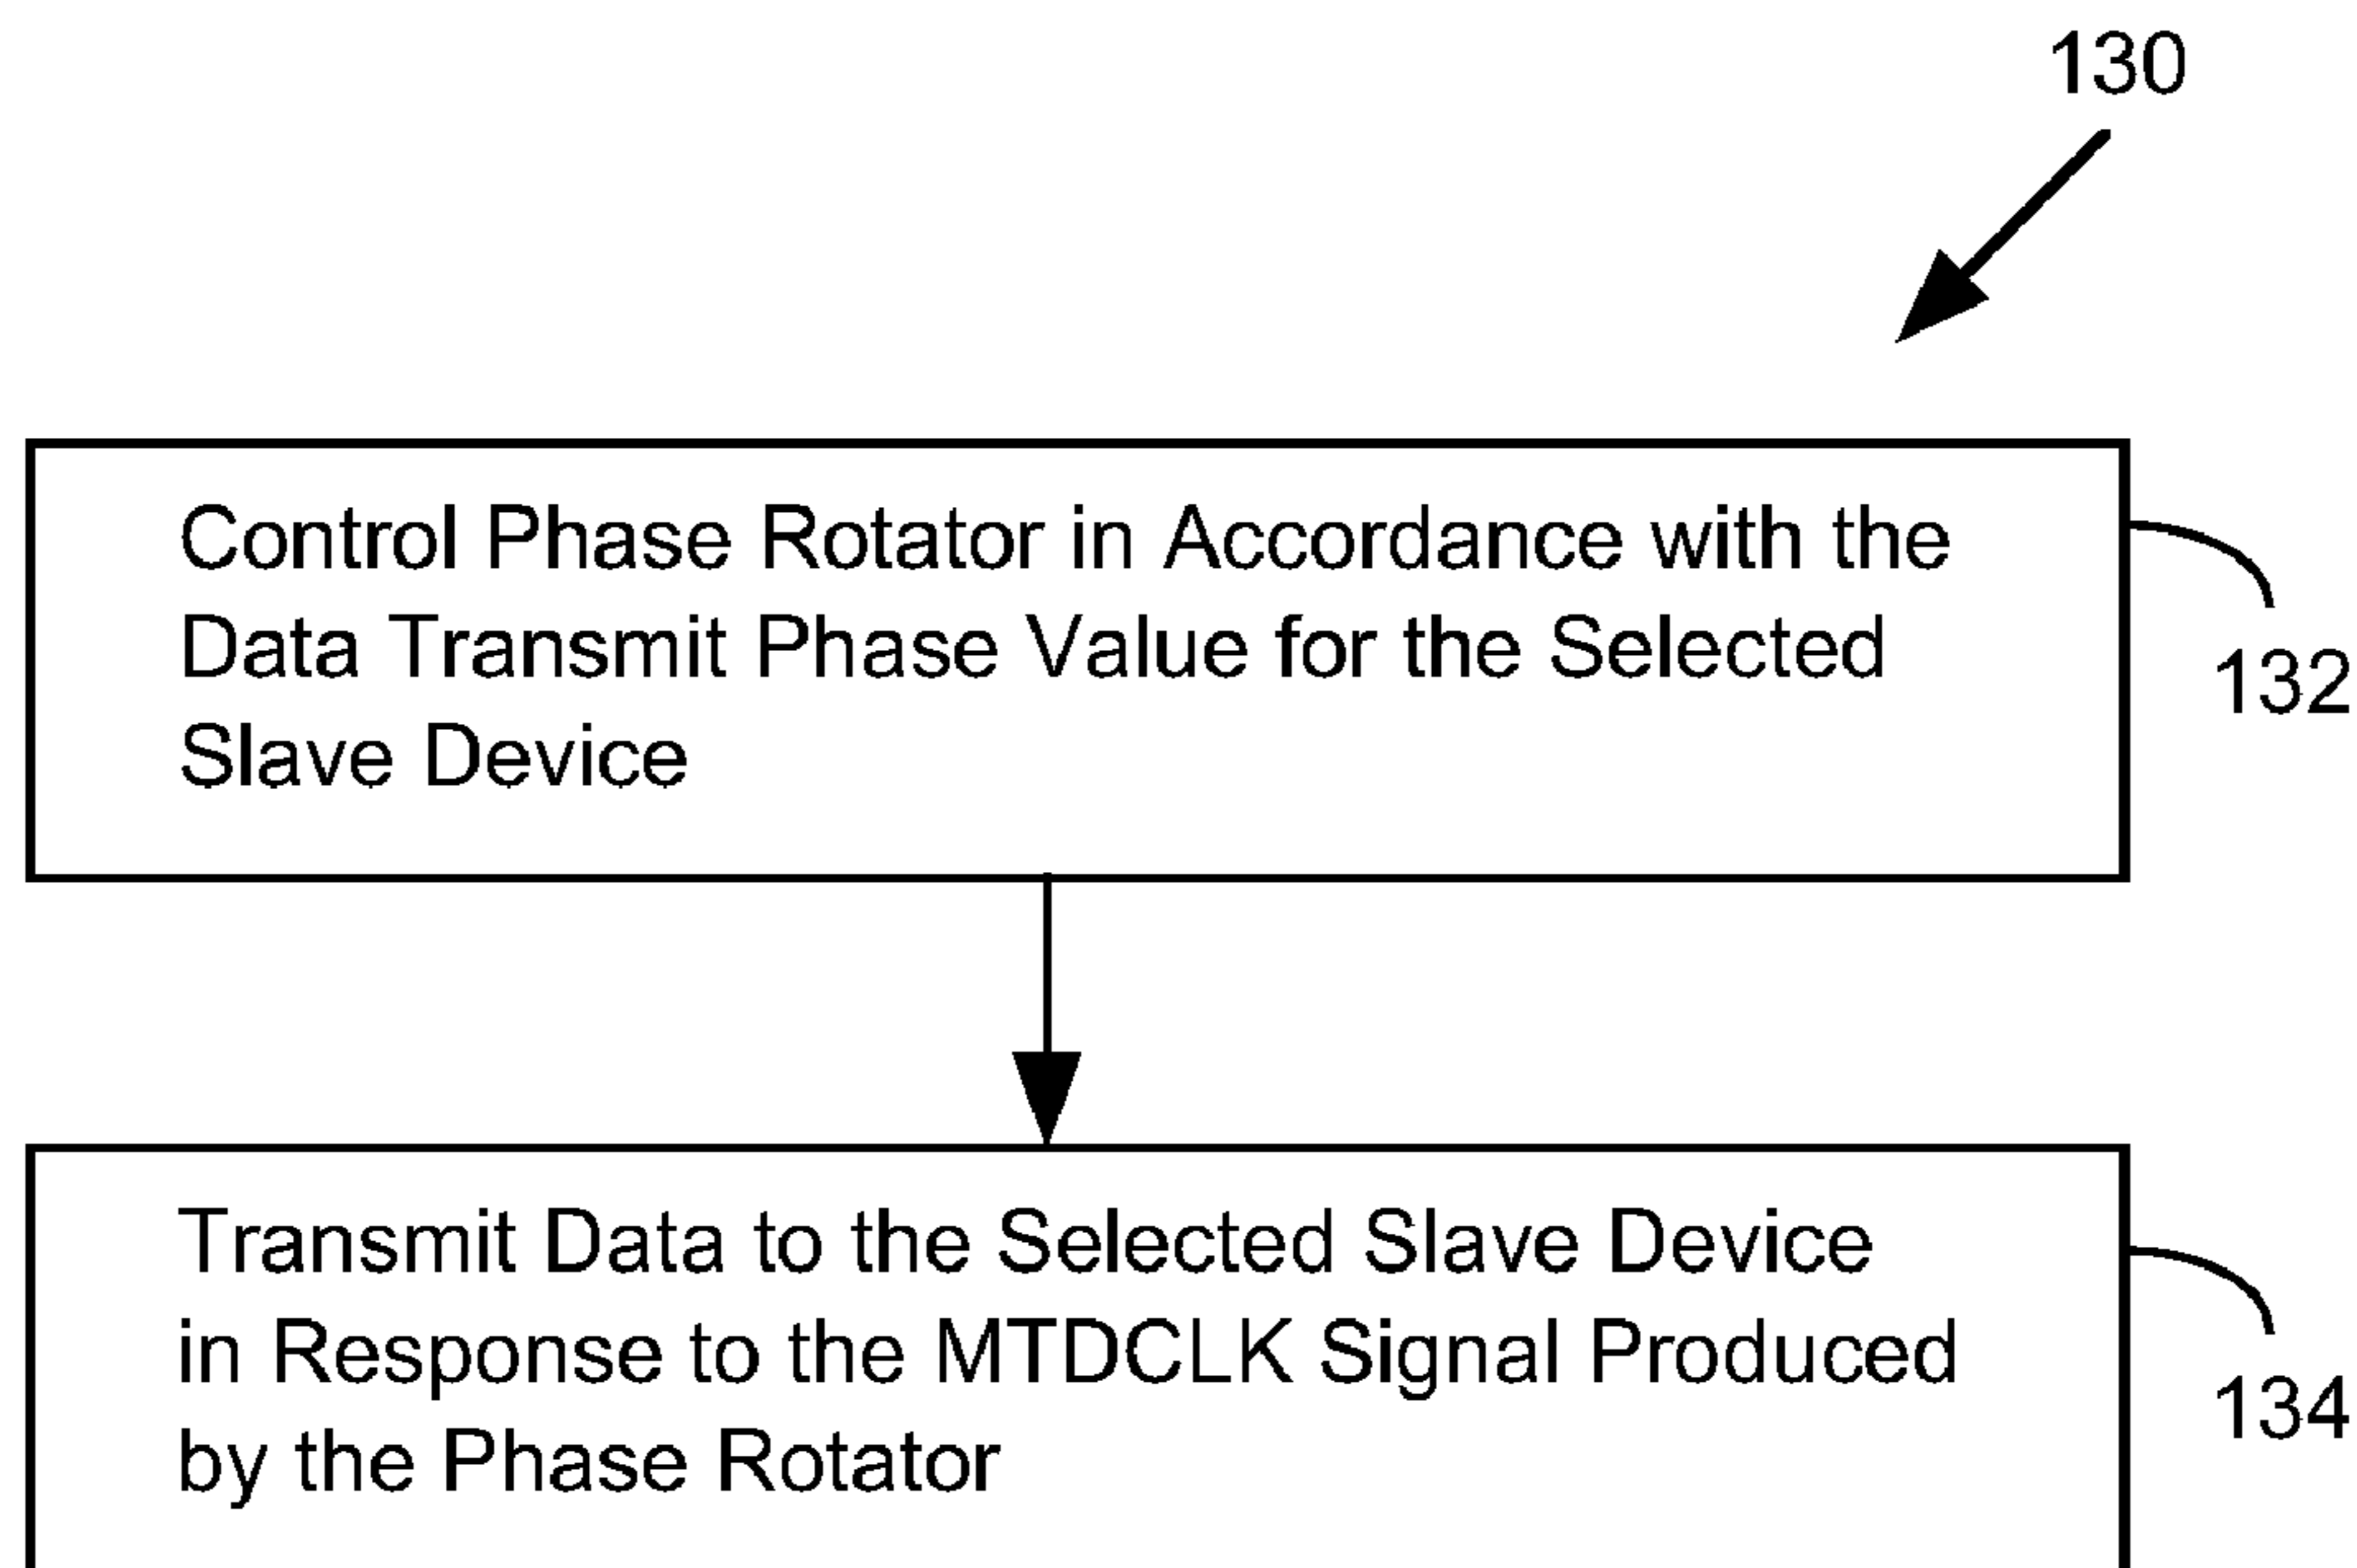 130
Control Phase Rotator in Accordance with the
Data Transmit Phase Value for the Selected
Slave Device
132
Transmit Data to the Selected Slave Device
in Response to the MTDCLK Signal Produced
by the Phase Rotator
134